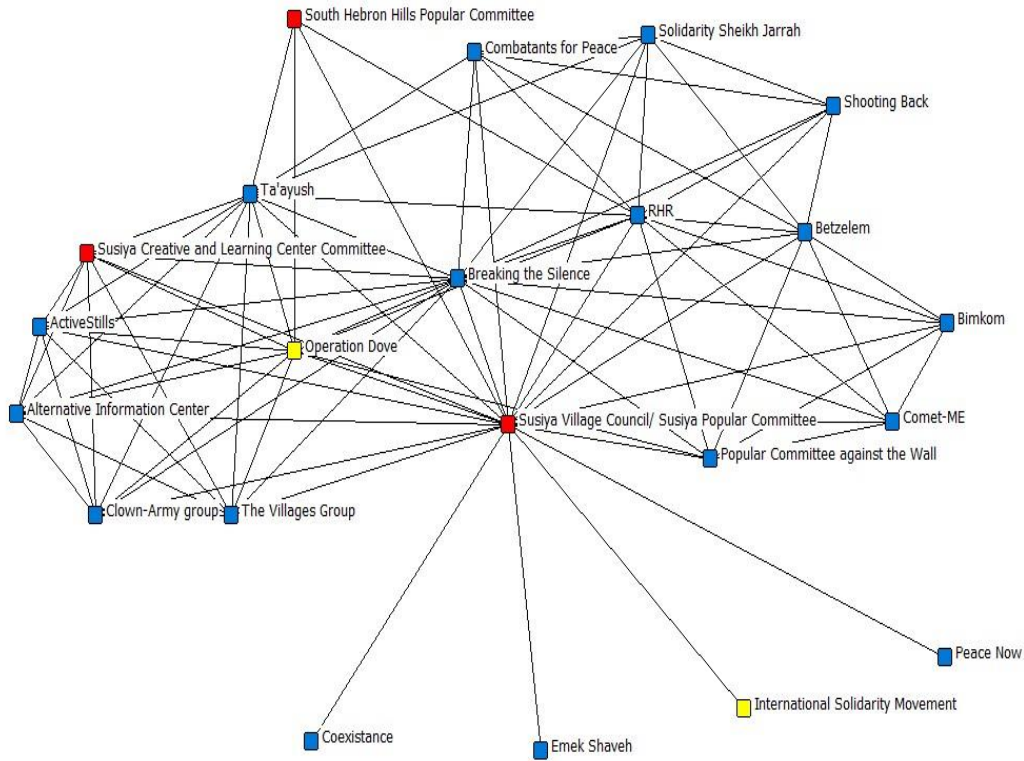 South Hebron Hills Popular Committee
Solidarity Sheikh Jarrah
Combatants for Peace
Shooting Back
Ta'ayush
RHR
Betzelem
Susiya Creative and Learning Center Committee
Breaking the Silence
ActiveStills
Bimkom
Operation Dove
Alternative Information Center
Susiya Village Council/ Susiya Popular Committee
Comet-ME
Popular Committee against the Wall
Clown-Army group
The Villages Group
Peace Now
International Solidarity Movement
Coexistance
Emek Shaveh